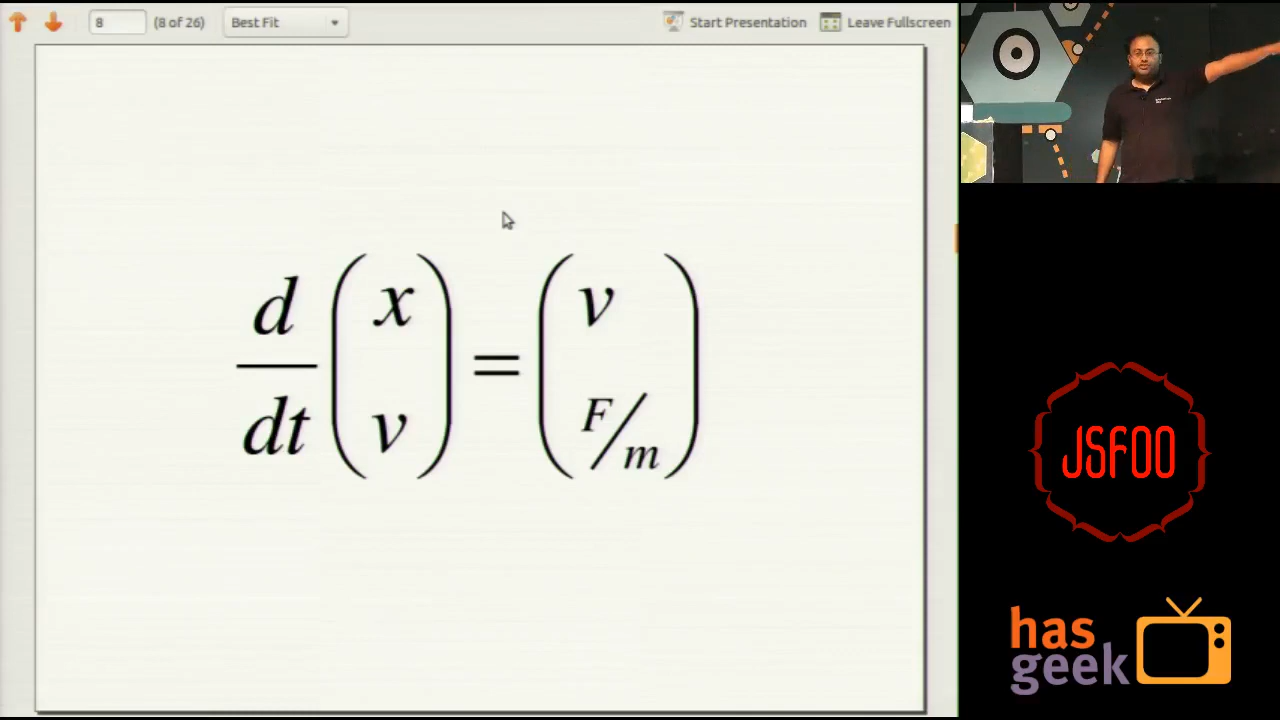 8 (8 of 26) Best Fit Start Presentation Leave Fullscreen
d/dt (x v) = (v F/m)
JSFOO
has
geek